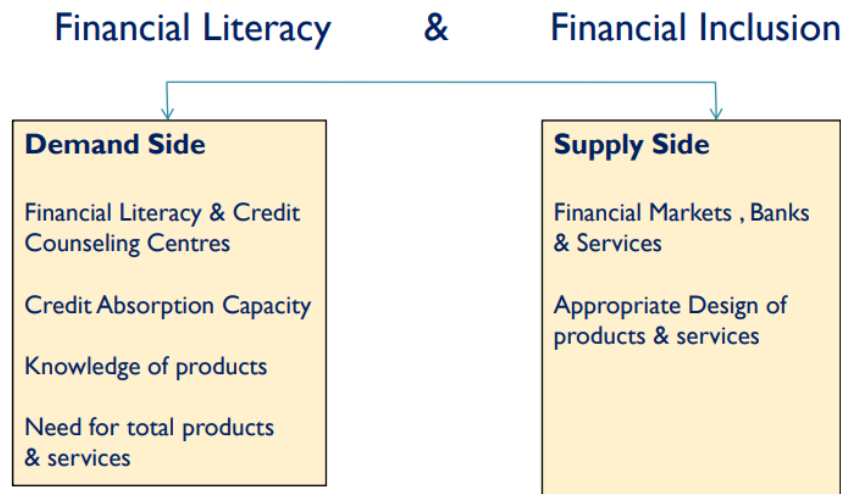 Financial Literacy & Financial Inclusion
Demand Side
Financial Literacy & Credit
Counseling Centres
Credit Absorption Capacity
Knowledge of products
Need for total products
& services
Supply Side
Financial Markets , Banks
& Services
Appropriate Design of
products & services